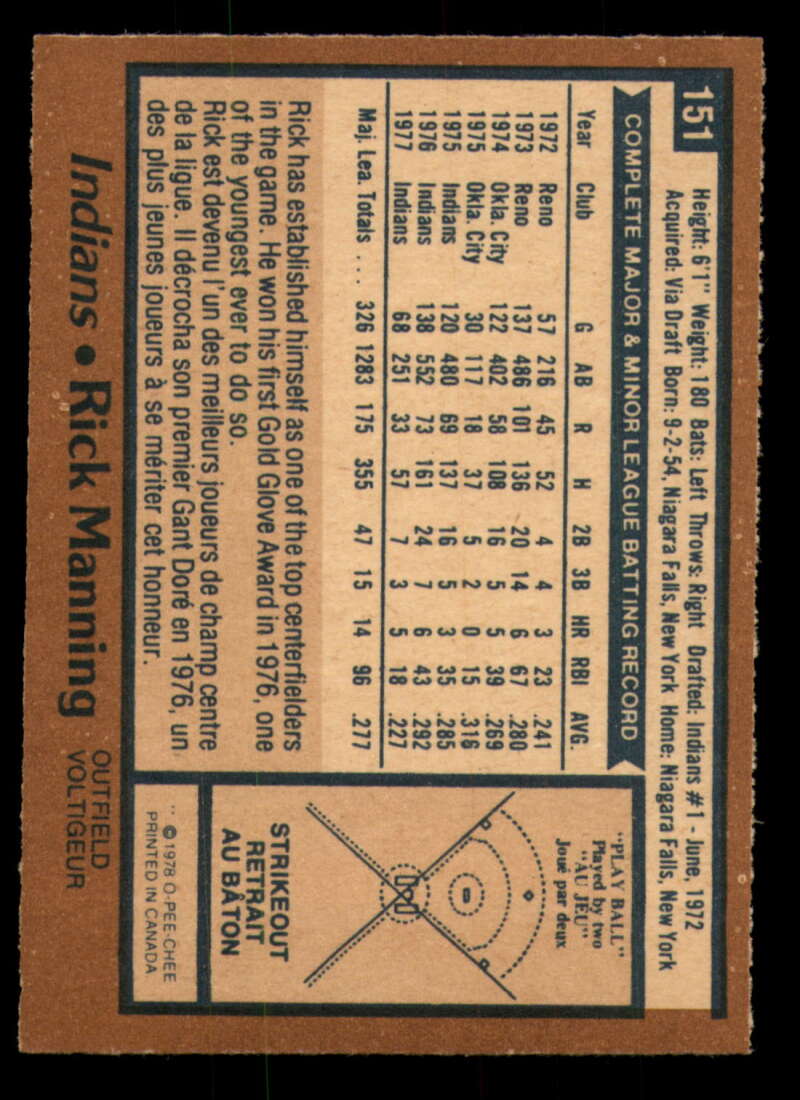 151
Height: 6'1" Weight: 180 Bats: Left Throws: Right Drafted: Indians #1 - June, 1972
Acquired: Via Draft Born: 9-2-54, Niagara Falls, New York Home: Niagara Falls, New York
COMPLETE MAJOR & MINOR LEAGUE BATTING RECORD
Year Club G AB R H 2B 3B HR RBI AVG.
1972 Reno 57 216 45 52 4 4 3 23 .241
1973 Reno 137 486 101 136 20 14 6 67 .280
1974 Okla. City 122 402 58 108 16 5 5 39 .269
1975 Okla. City 30 117 18 37 5 2 0 15 .316
1975 Indians 120 480 69 137 16 5 3 35 .285
1976 Indians 138 552 73 161 24 7 6 43 .292
1977 Indians 68 251 33 57 7 3 5 18 .227
Maj. Lea. Totals ... 326 1283 175 355 47 15 14 96 .277
Rick has established himself as one of the top centerfielders
in the game. He won his first Gold Glove Award in 1976, one
of the youngest ever to do so.
Rick est devenu l'un des meilleurs joueurs de champ centre
de la ligue. Il décrocha son premier Gant Doré en 1976, un
des plus jeunes joueurs à se mériter cet honneur.
"PLAY BALL"
Played by two
"AU JEU"
Joué par deux
STRIKEOUT
RETRAIT
AU BÂTON
** © 1978 O-PEE-CHEE
PRINTED IN CANADA
Indians • Rick Manning
OUTFIELD
VOLTIGEUR